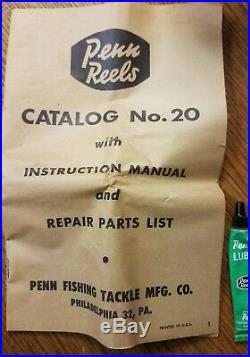 Penn
Reels
CATALOG No. 20
with
INSTRUCTION MANUAL
and
REPAIR PARTS LIST
PENN FISHING TACKLE MFG. CO.
PHILADELPHIA 32, PA.
PRINTED IN U.S.A.
1
Penn
LUB